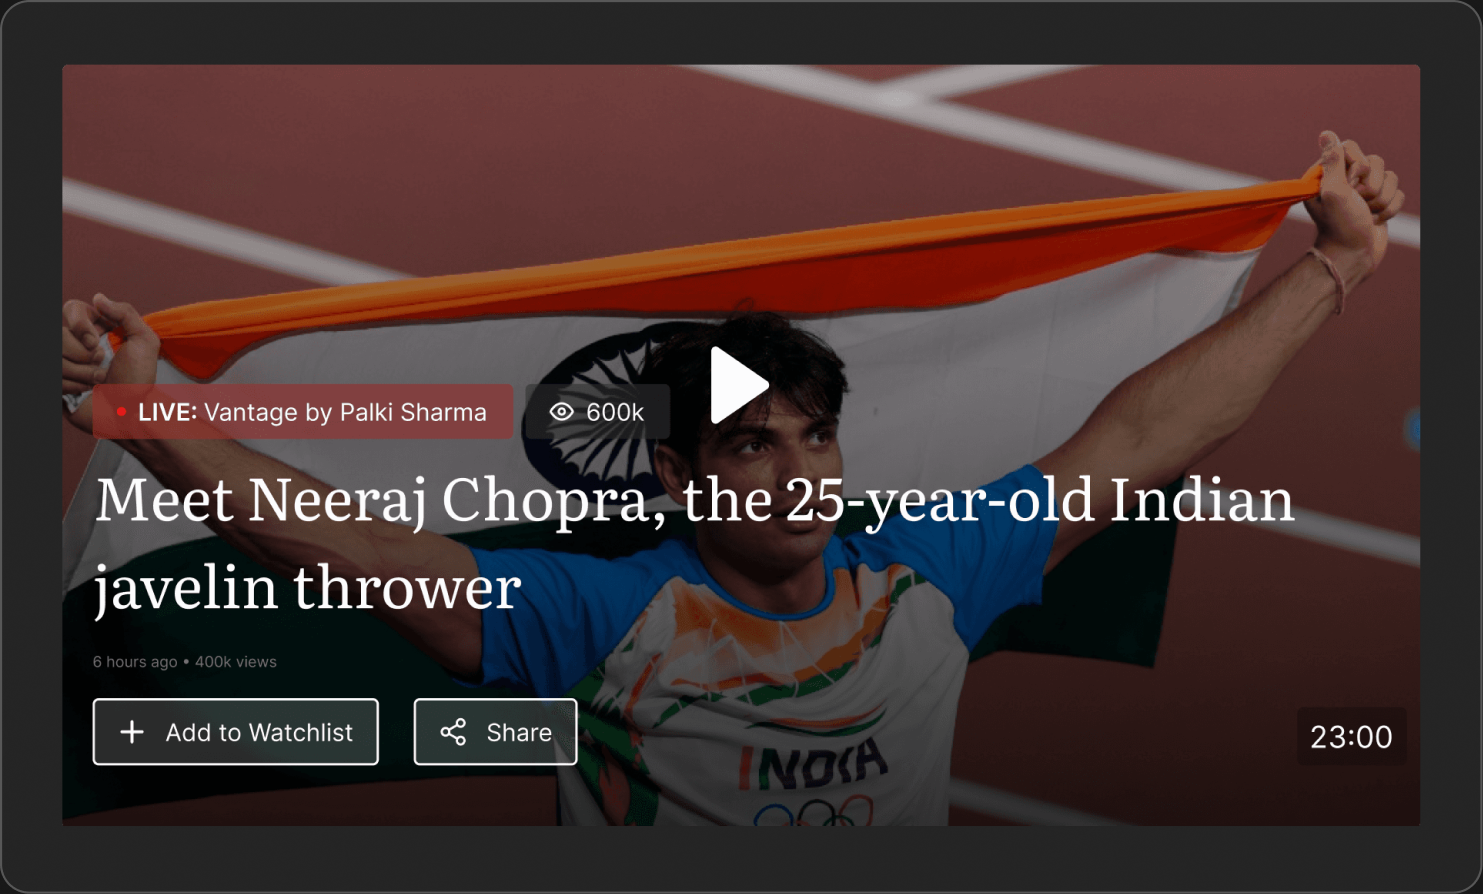 LIVE: Vantage by Palki Sharma
600k
Meet Neeraj Chopra, the 25-year-old Indian
javelin thrower
6 hours ago • 400k views
Add to Watchlist
Share
23:00
INDIA